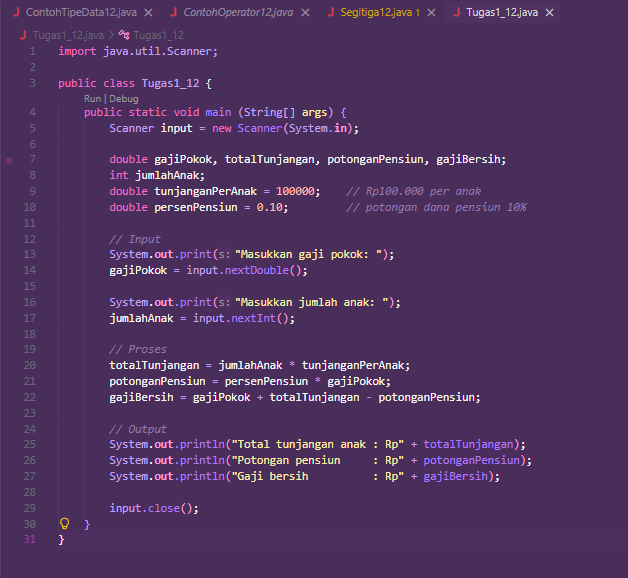 ContohTipeData12.java ContohOperator12.java Segitiga12.java 1 Tugas1_12.java
Tugas1_12.java > Tugas1_12
1 import java.util.Scanner;
2
3 public class Tugas1_12 {
Run | Debug
4 public static void main (String[] args) {
5 Scanner input = new Scanner(System.in);
6
7 double gajiPokok, totalTunjangan, potonganPensiun, gajiBersih;
8 int jumlahAnak;
9 double tunjanganPerAnak = 100000; // Rp100.000 per anak
10 double persenPensiun = 0.10; // potongan dana pensiun 10%
11
12 // Input
13 System.out.print(s: "Masukkan gaji pokok: ");
14 gajiPokok = input.nextDouble();
15
16 System.out.print(s: "Masukkan jumlah anak: ");
17 jumlahAnak = input.nextInt();
18
19 // Proses
20 totalTunjangan = jumlahAnak * tunjanganPerAnak;
21 potonganPensiun = persenPensiun * gajiPokok;
22 gajiBersih = gajiPokok + totalTunjangan - potonganPensiun;
23
24 // Output
25 System.out.println("Total tunjangan anak : Rp" + totalTunjangan);
26 System.out.println("Potongan pensiun     : Rp" + potonganPensiun);
27 System.out.println("Gaji bersih          : Rp" + gajiBersih);
28
29 input.close();
30 }
31 }